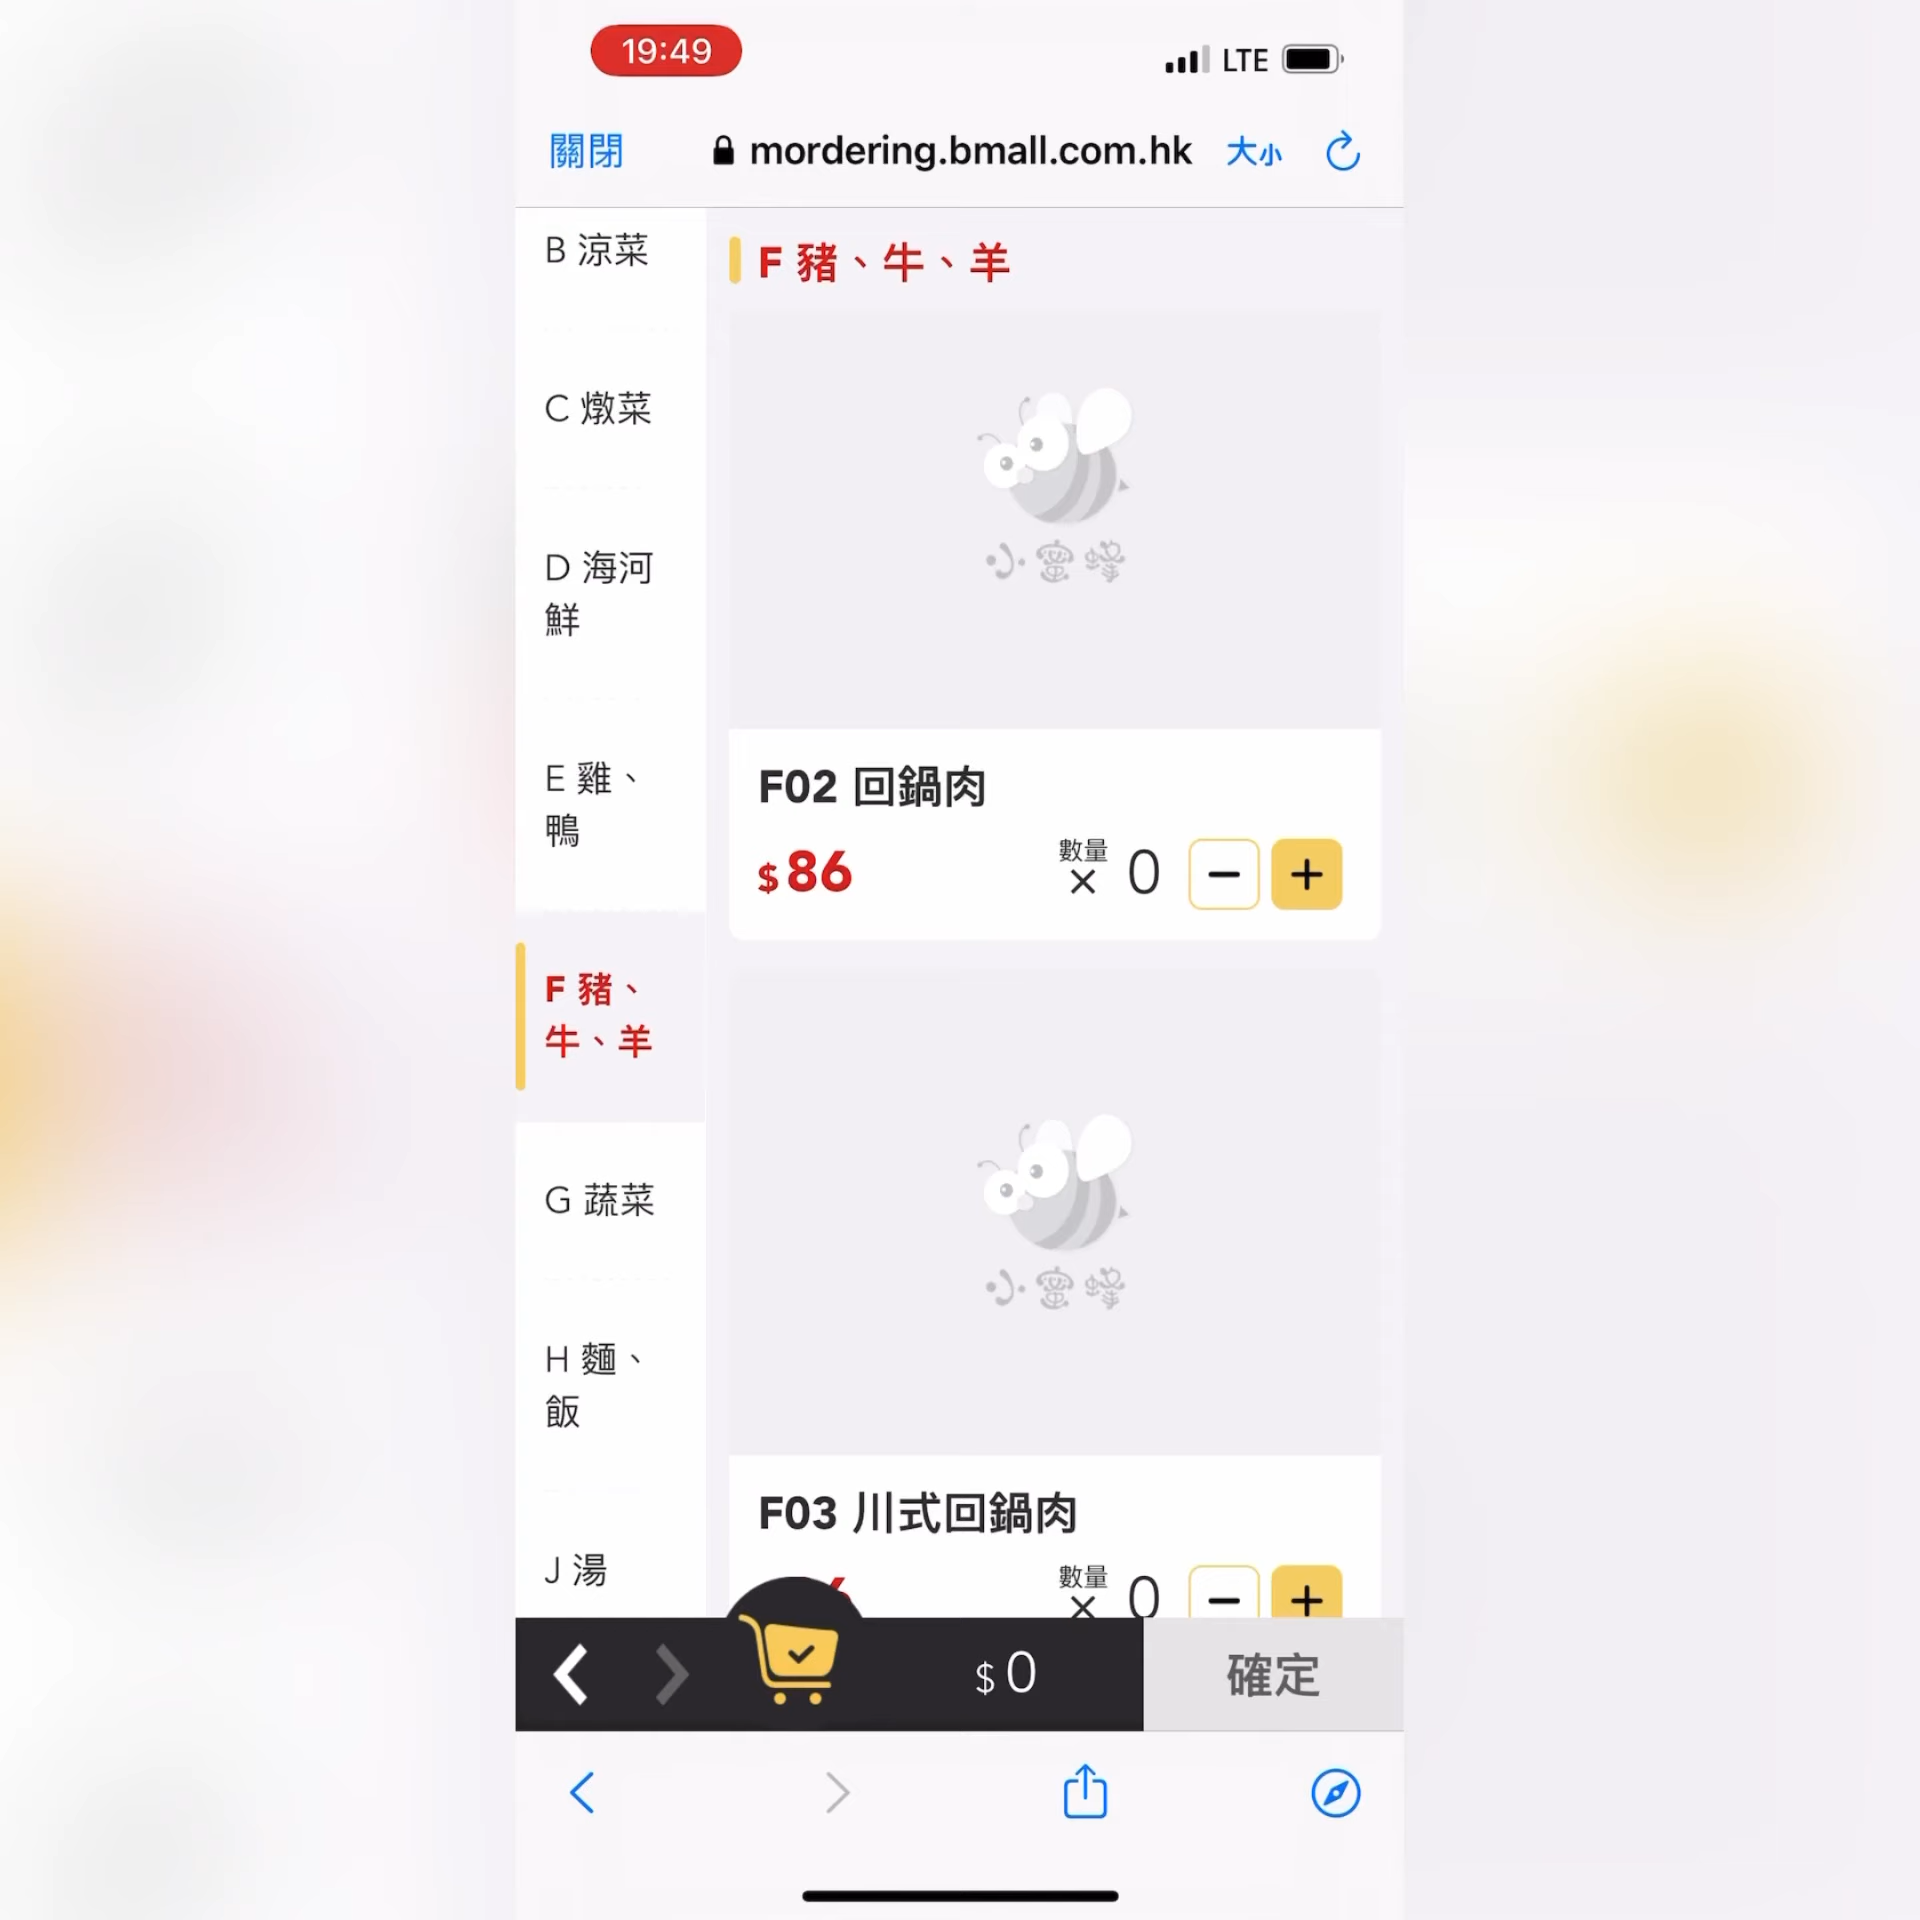 19:49
LTE
關閉
mordering.bmall.com.hk
大小
B 涼菜
C 燉菜
D 海河
鮮
E 雞、
鴨
F 豬、
牛、羊
G 蔬菜
H 麵、
飯
J 湯
F 豬、牛、羊
小蜜蜂
F02 回鍋肉
$86
數量
× 0
− +
小蜜蜂
F03 川式回鍋肉
數量
× 0
− +
$0
確定